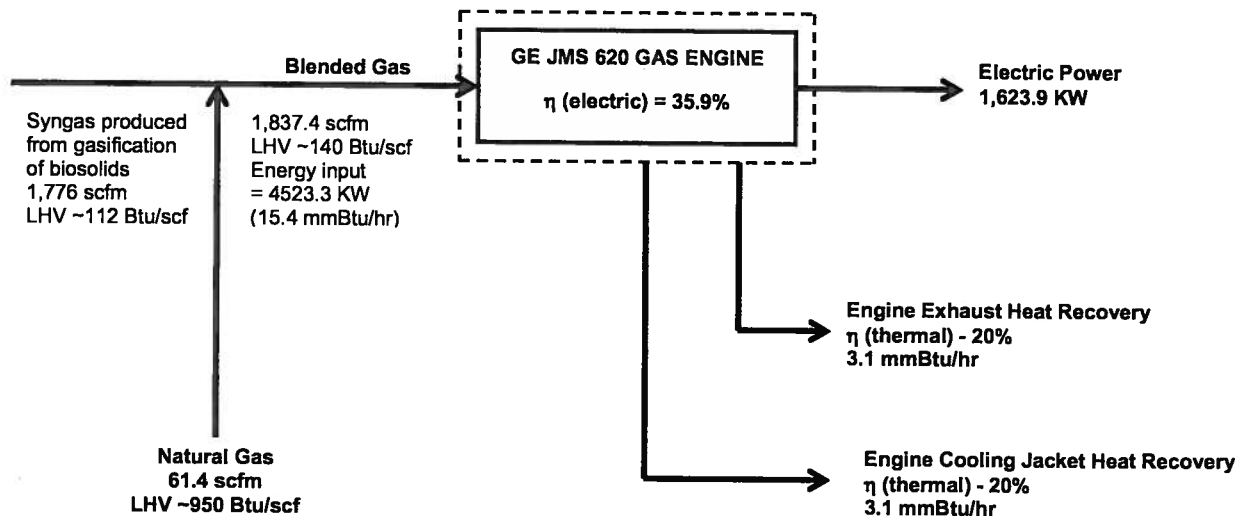 Blended Gas
GE JMS 620 GAS ENGINE
η (electric) = 35.9%
Electric Power
1,623.9 KW
Syngas produced
from gasification
of biosolids
1,776 scfm
LHV ~112 Btu/scf
1,837.4 scfm
LHV ~140 Btu/scf
Energy input
= 4523.3 KW
(15.4 mmBtu/hr)
Engine Exhaust Heat Recovery
η (thermal) - 20%
3.1 mmBtu/hr
Natural Gas
61.4 scfm
LHV ~950 Btu/scf
Engine Cooling Jacket Heat Recovery
η (thermal) - 20%
3.1 mmBtu/hr